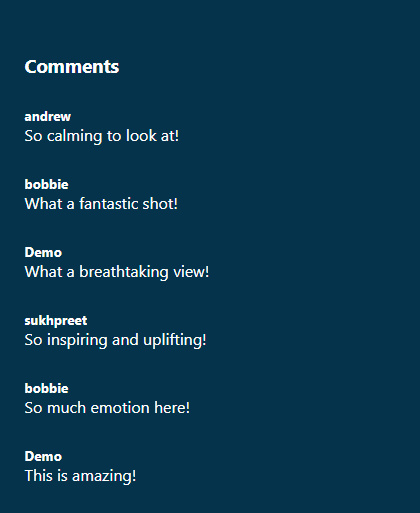 Comments
andrew
So calming to look at!
bobbie
What a fantastic shot!
Demo
What a breathtaking view!
sukhpreet
So inspiring and uplifting!
bobbie
So much emotion here!
Demo
This is amazing!